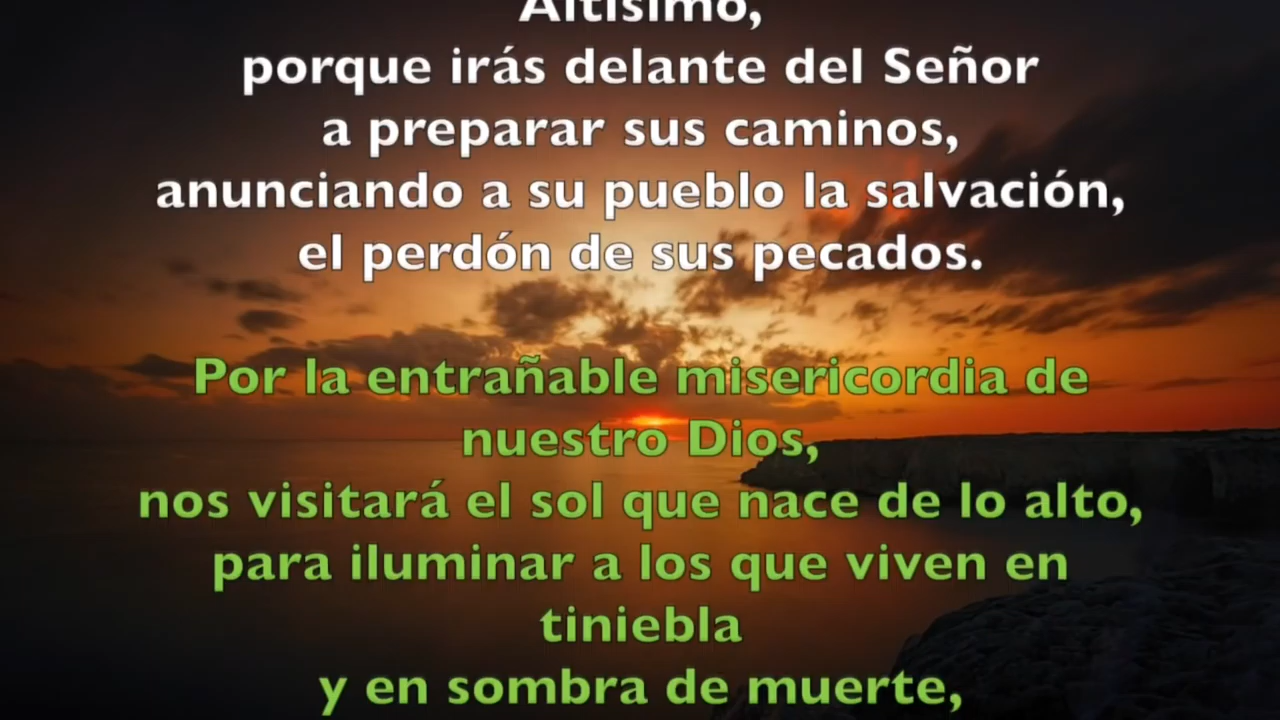 Altísimo,
porque irás delante del Señor
a preparar sus caminos,
anunciando a su pueblo la salvación,
el perdón de sus pecados.
Por la entrañable misericordia de
nuestro Dios,
nos visitará el sol que nace de lo alto,
para iluminar a los que viven en
tiniebla
y en sombra de muerte,